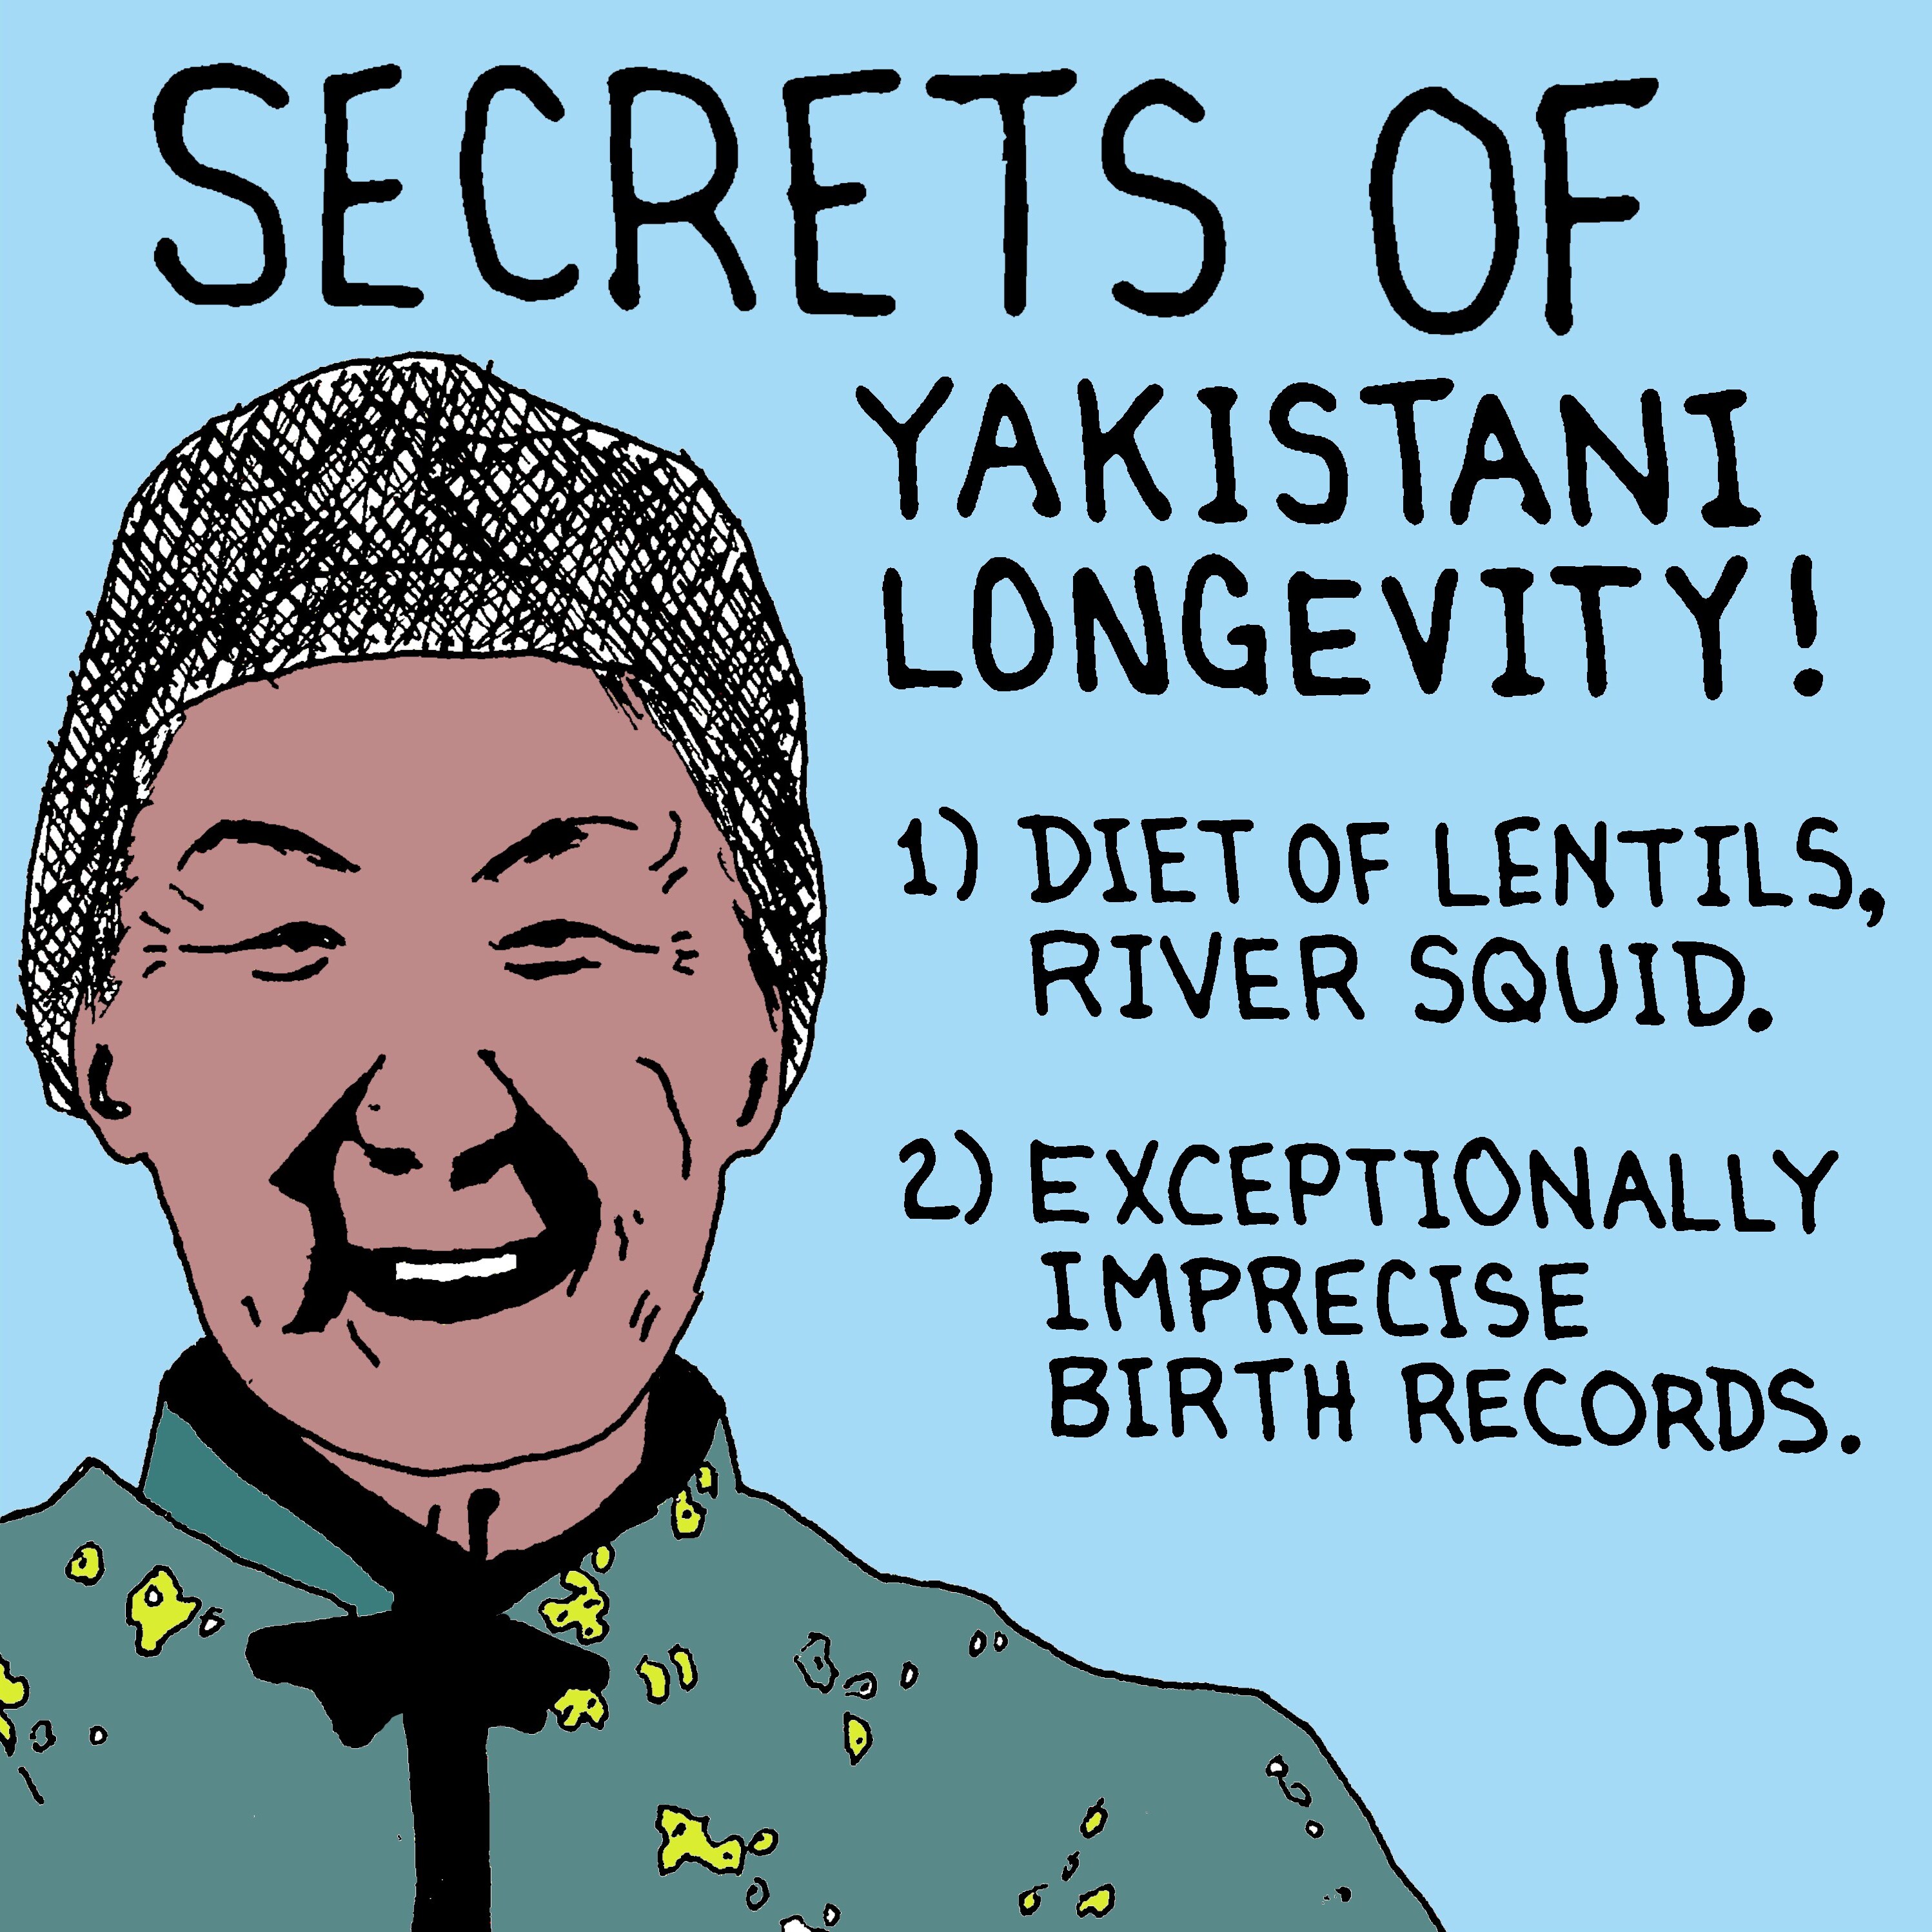 SECRETS OF
YAKISTANI
LONGEVITY!
1) DIET OF LENTILS,
RIVER SQUID.
2) EXCEPTIONALLY
IMPRECISE
BIRTH RECORDS.